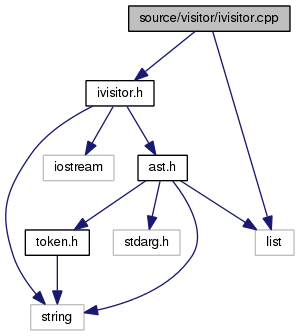 source/visitor/ivisitor.cpp
ivisitor.h
iostream
ast.h
token.h
stdarg.h
list
string